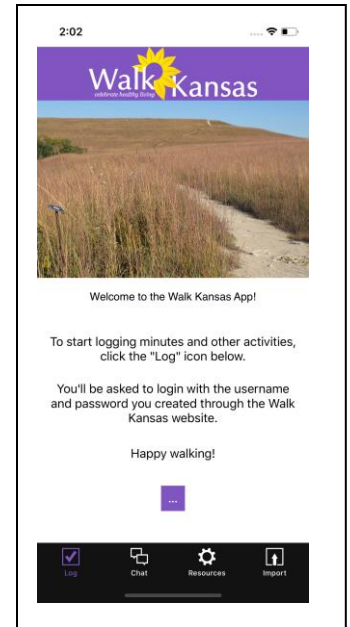 2:02
Walk Kansas
celebrate healthy living
Welcome to the Walk Kansas App!
To start logging minutes and other activities,
click the "Log" icon below.
You'll be asked to login with the username
and password you created through the Walk
Kansas website.
Happy walking!
...
Log Chat Resources Import